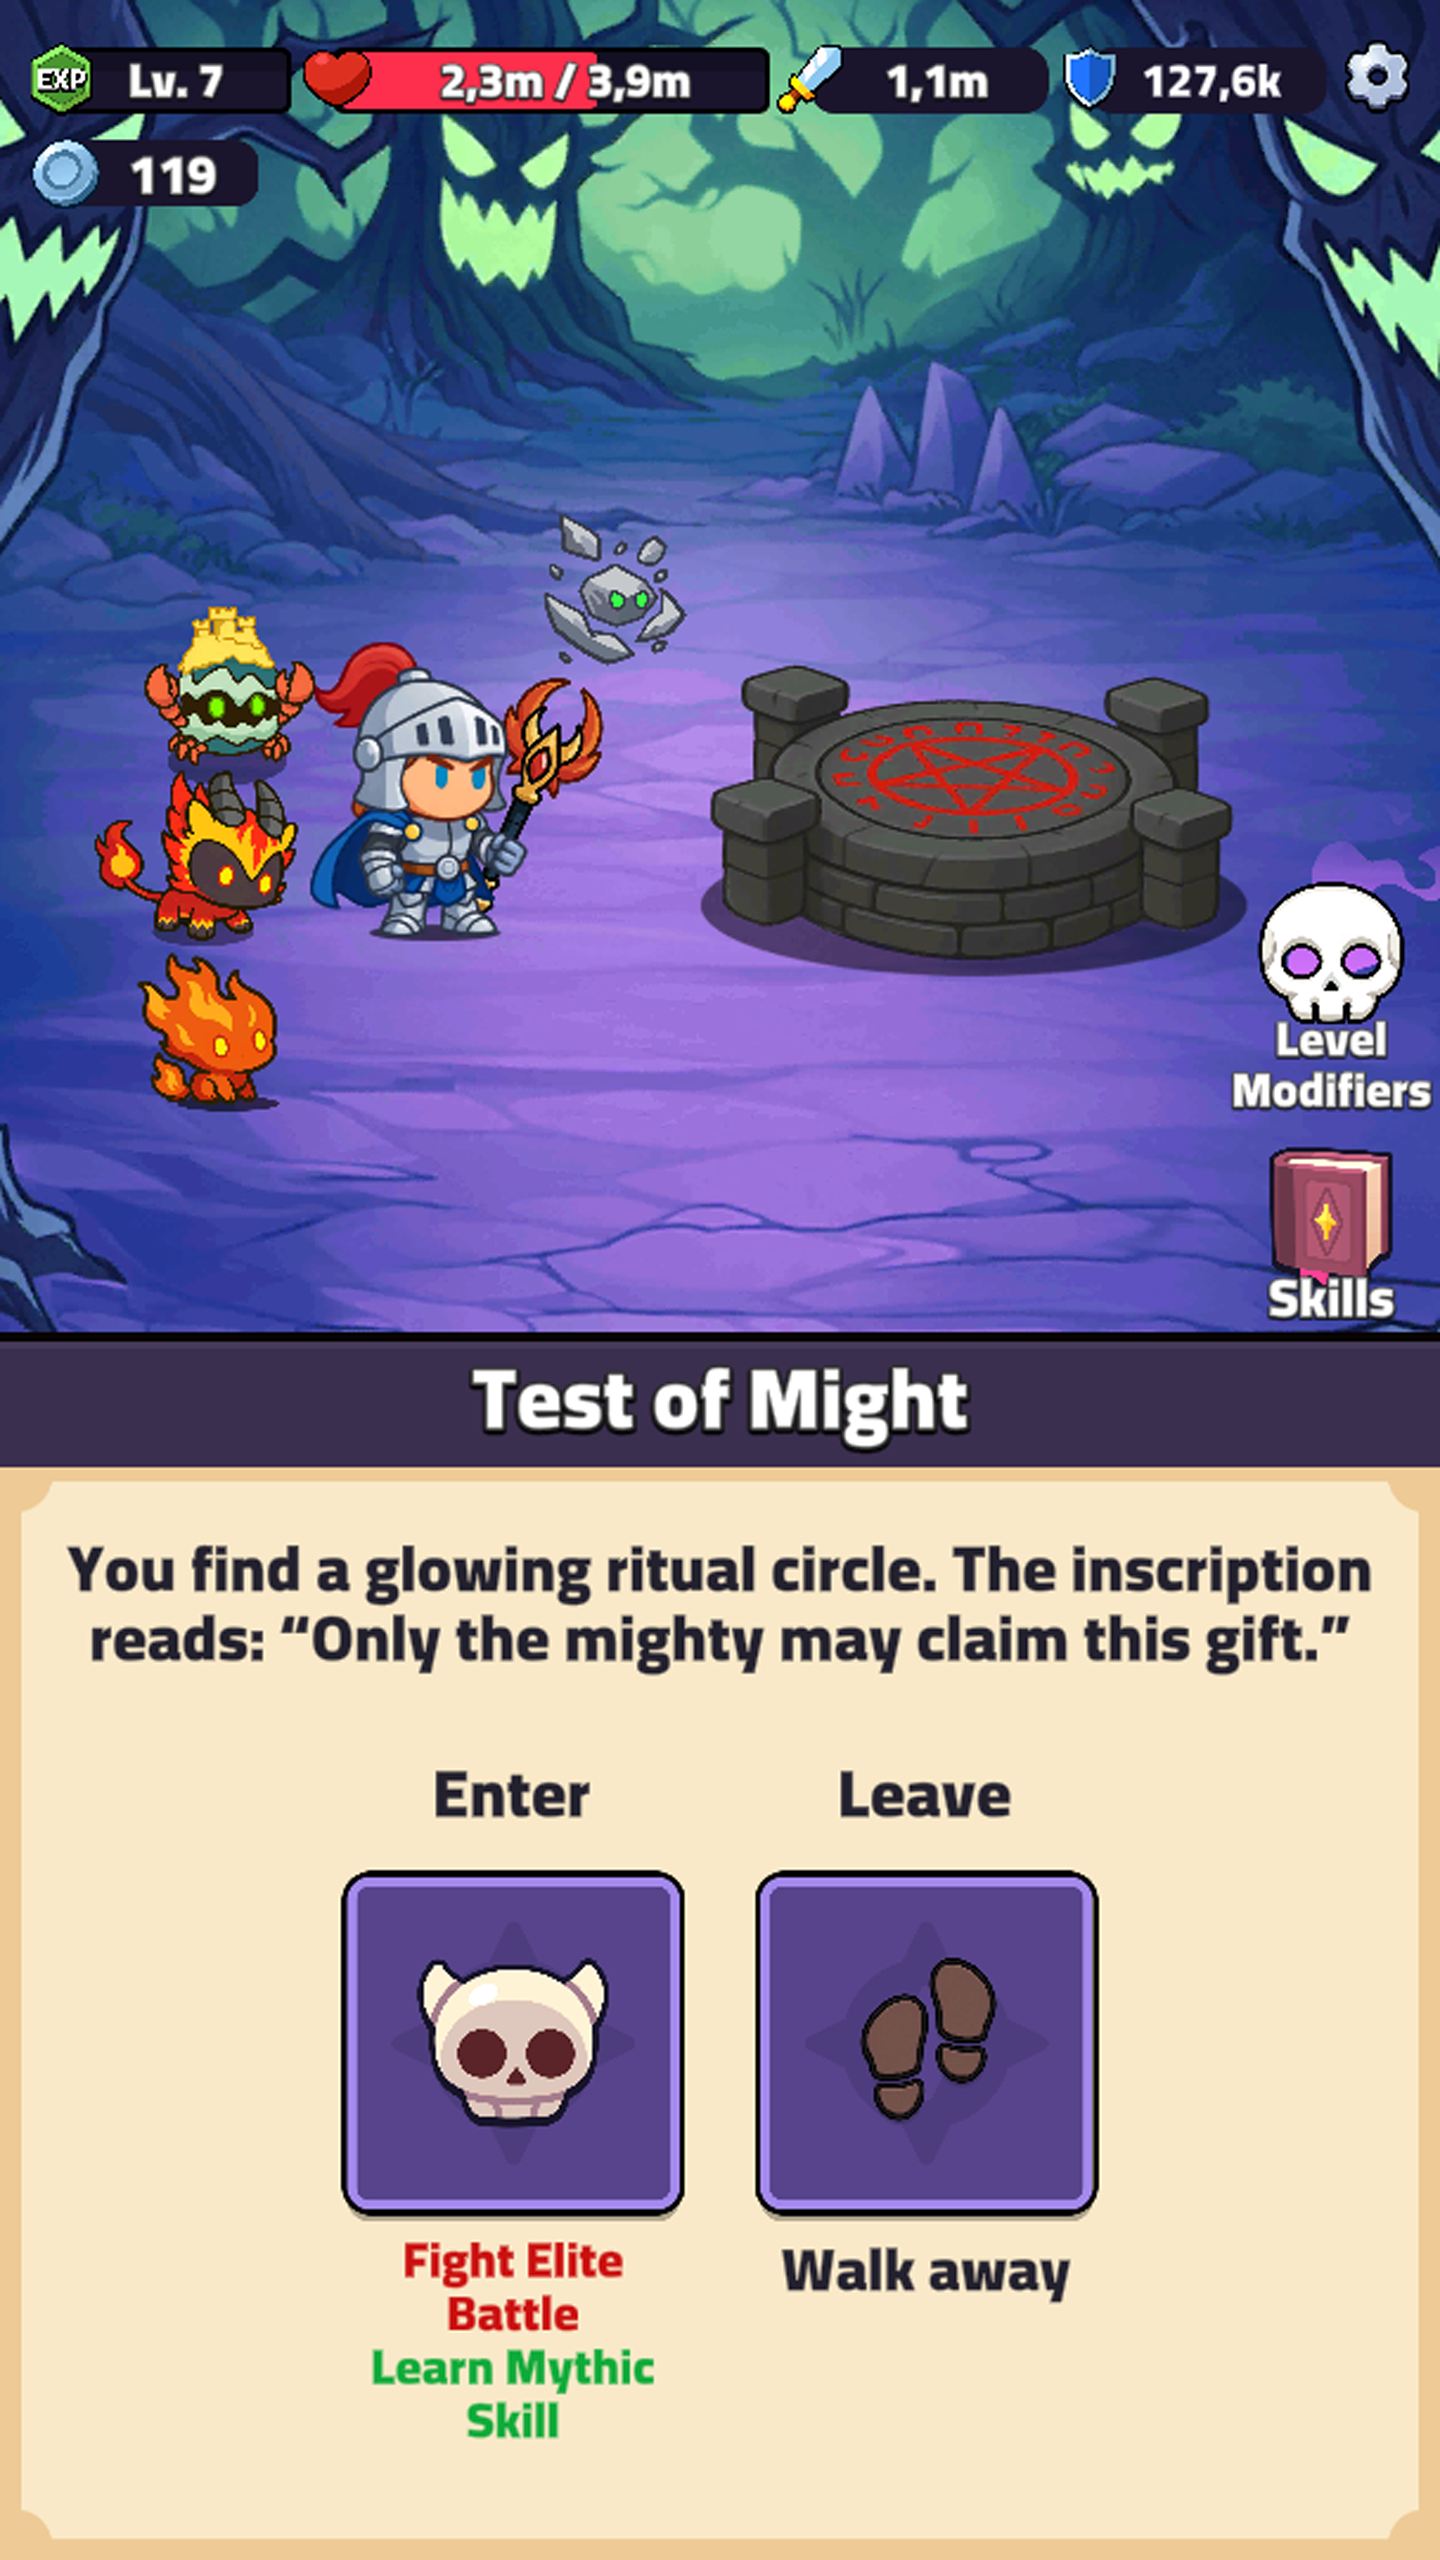 EXP Lv. 7 2,3m / 3,9m 1,1m 127,6k
119
Level
Modifiers
Skills
Test of Might
You find a glowing ritual circle. The inscription
reads: “Only the mighty may claim this gift.”
Enter Leave
Fight Elite
Battle
Learn Mythic
Skill
Walk away